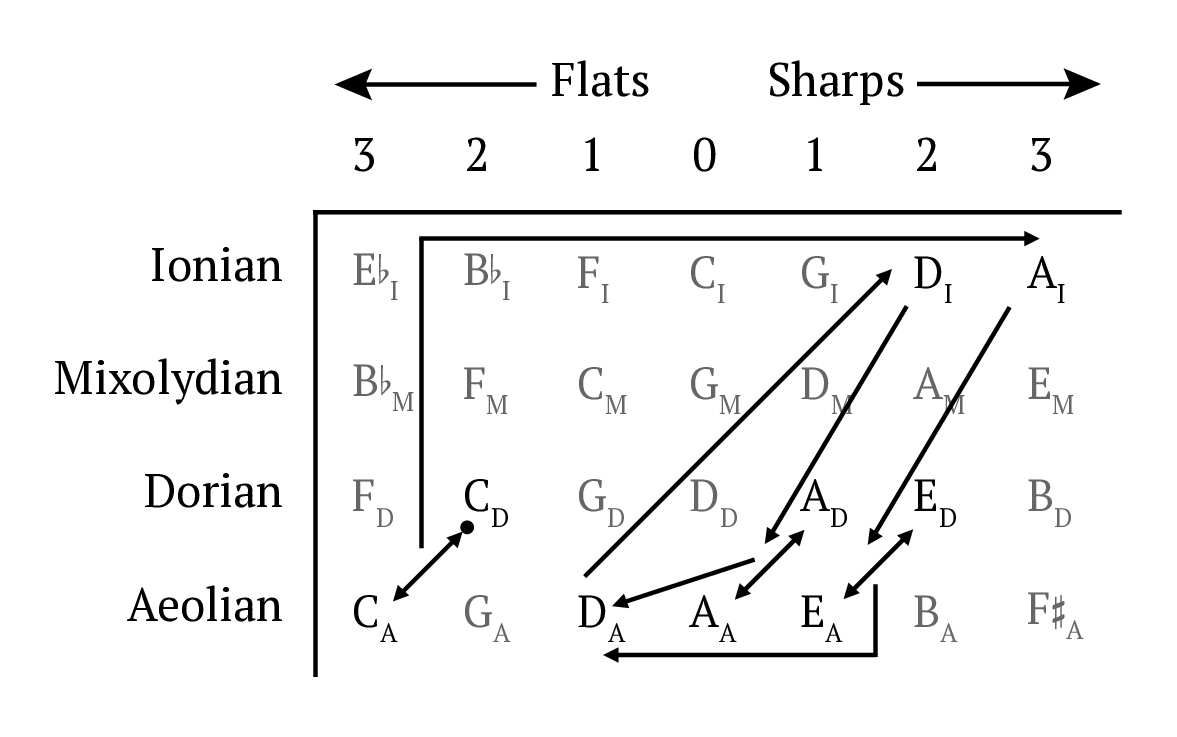 Flats Sharps
3 2 1 0 1 2 3
Ionian E♭I B♭I FI CI GI DI AI
Mixolydian B♭M FM CM GM DM AM EM
Dorian FD CD GD DD AD ED BD
Aeolian CA GA DA AA EA BA F♯A